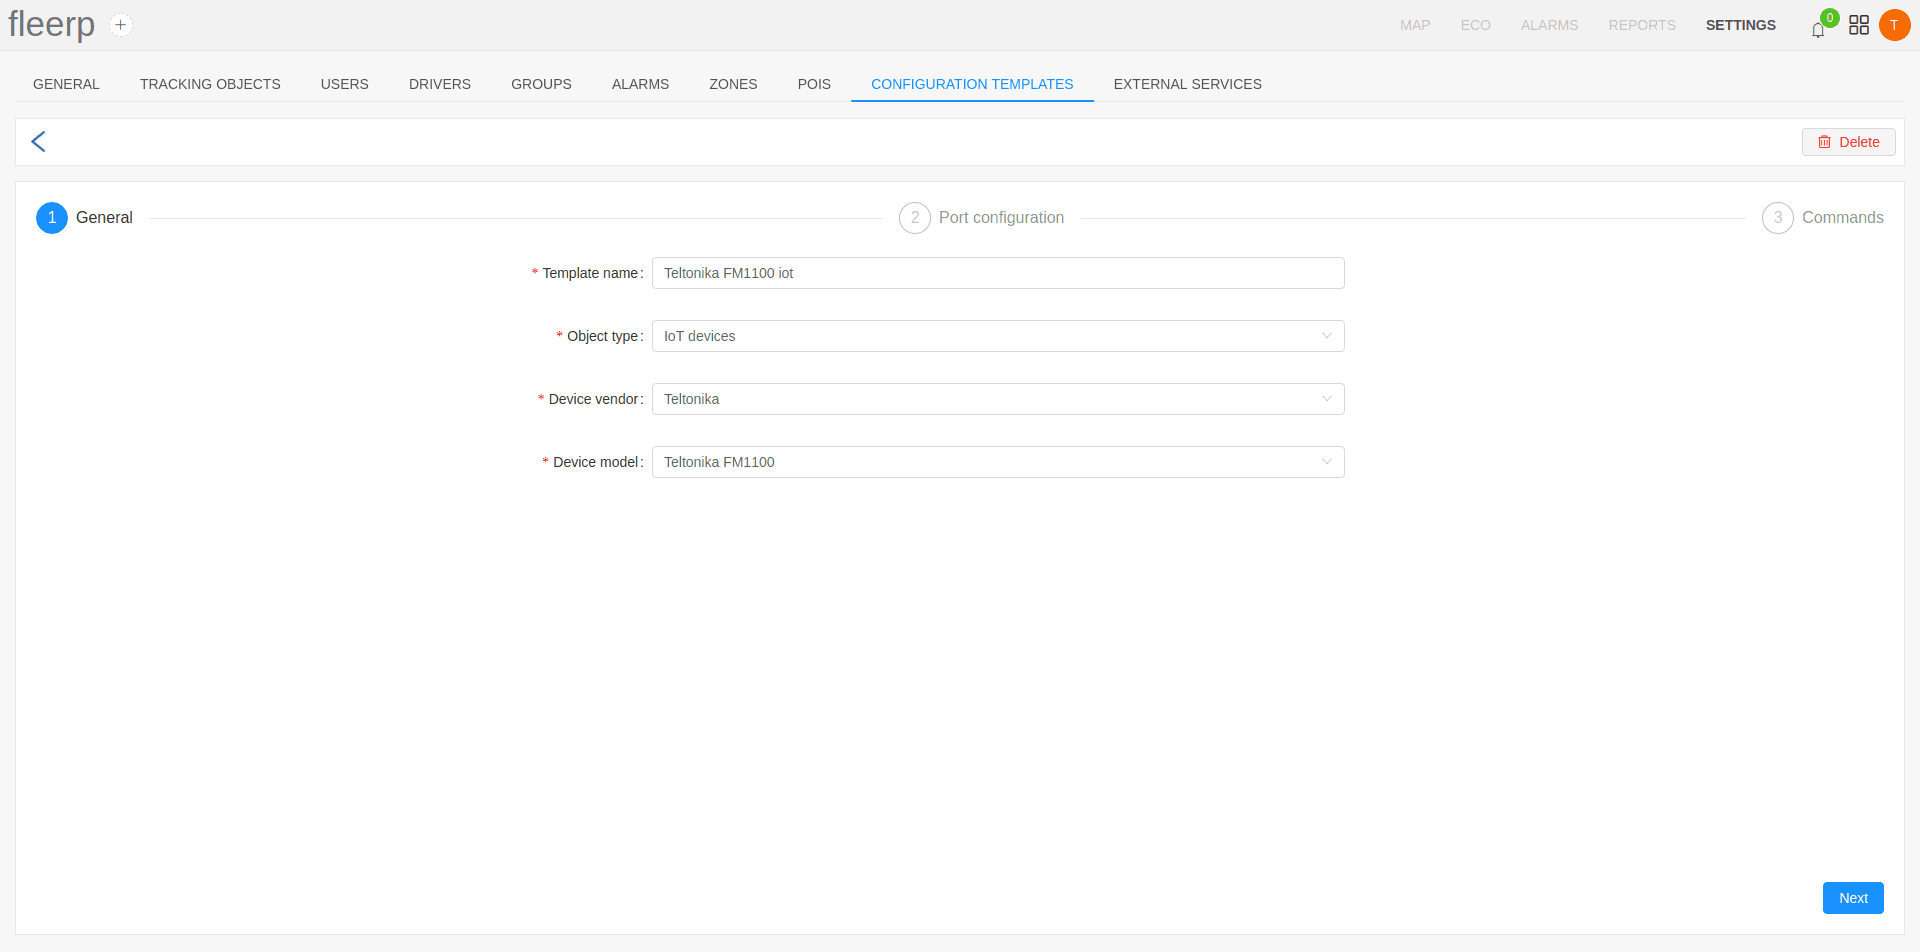 fleerp
MAP ECO ALARMS REPORTS SETTINGS 0 T
GENERAL TRACKING OBJECTS USERS DRIVERS GROUPS ALARMS ZONES POIS CONFIGURATION TEMPLATES EXTERNAL SERVICES
Delete
1 General 2 Port configuration 3 Commands
* Template name: Teltonika FM1100 iot
* Object type: IoT devices
* Device vendor: Teltonika
* Device model: Teltonika FM1100
Next